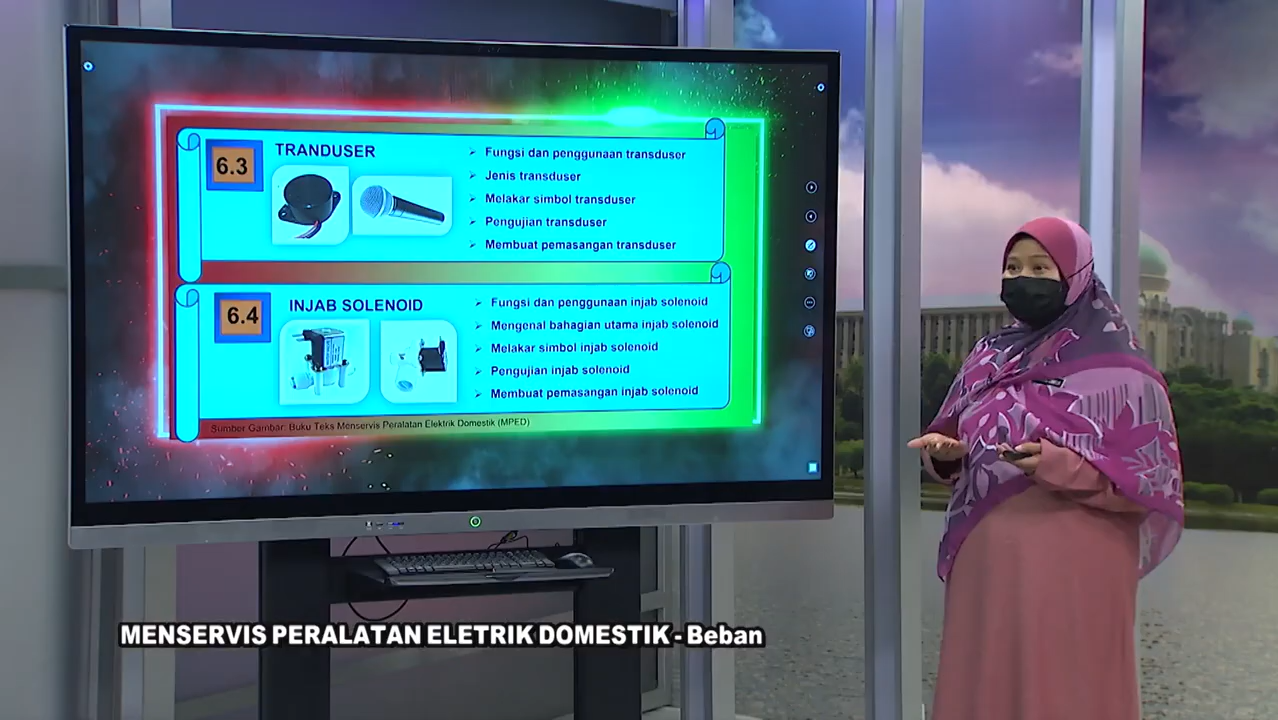 6.3
TRANDUSER
Fungsi dan penggunaan transduser
Jenis transduser
Melakar simbol transduser
Pengujian transduser
Membuat pemasangan transduser
6.4
INJAB SOLENOID
Fungsi dan penggunaan injab solenoid
Mengenal bahagian utama injab solenoid
Melakar simbol injab solenoid
Pengujian injab solenoid
Membuat pemasangan injab solenoid
Sumber Gambar: Buku Teks Menservis Peralatan Elektrik Domestik (MPED)
MENSERVIS PERALATAN ELETRIK DOMESTIK - Beban